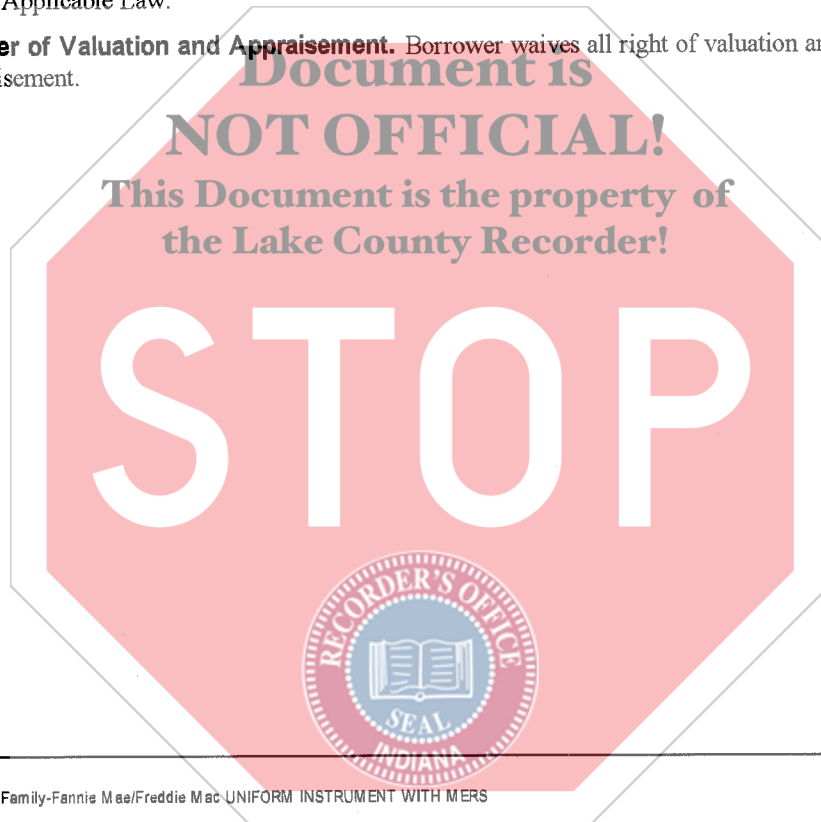 Applicable Law.
er of Valuation and Appraisement. Borrower waives all right of valuation an
isement.
Document is
NOT OFFICIAL!
This Document is the property of
the Lake County Recorder!
STOP
RECORDER'S OFFICE
SEAL
INDIANA
Family-Fannie Mae/Freddie Mac UNIFORM INSTRUMENT WITH MERS